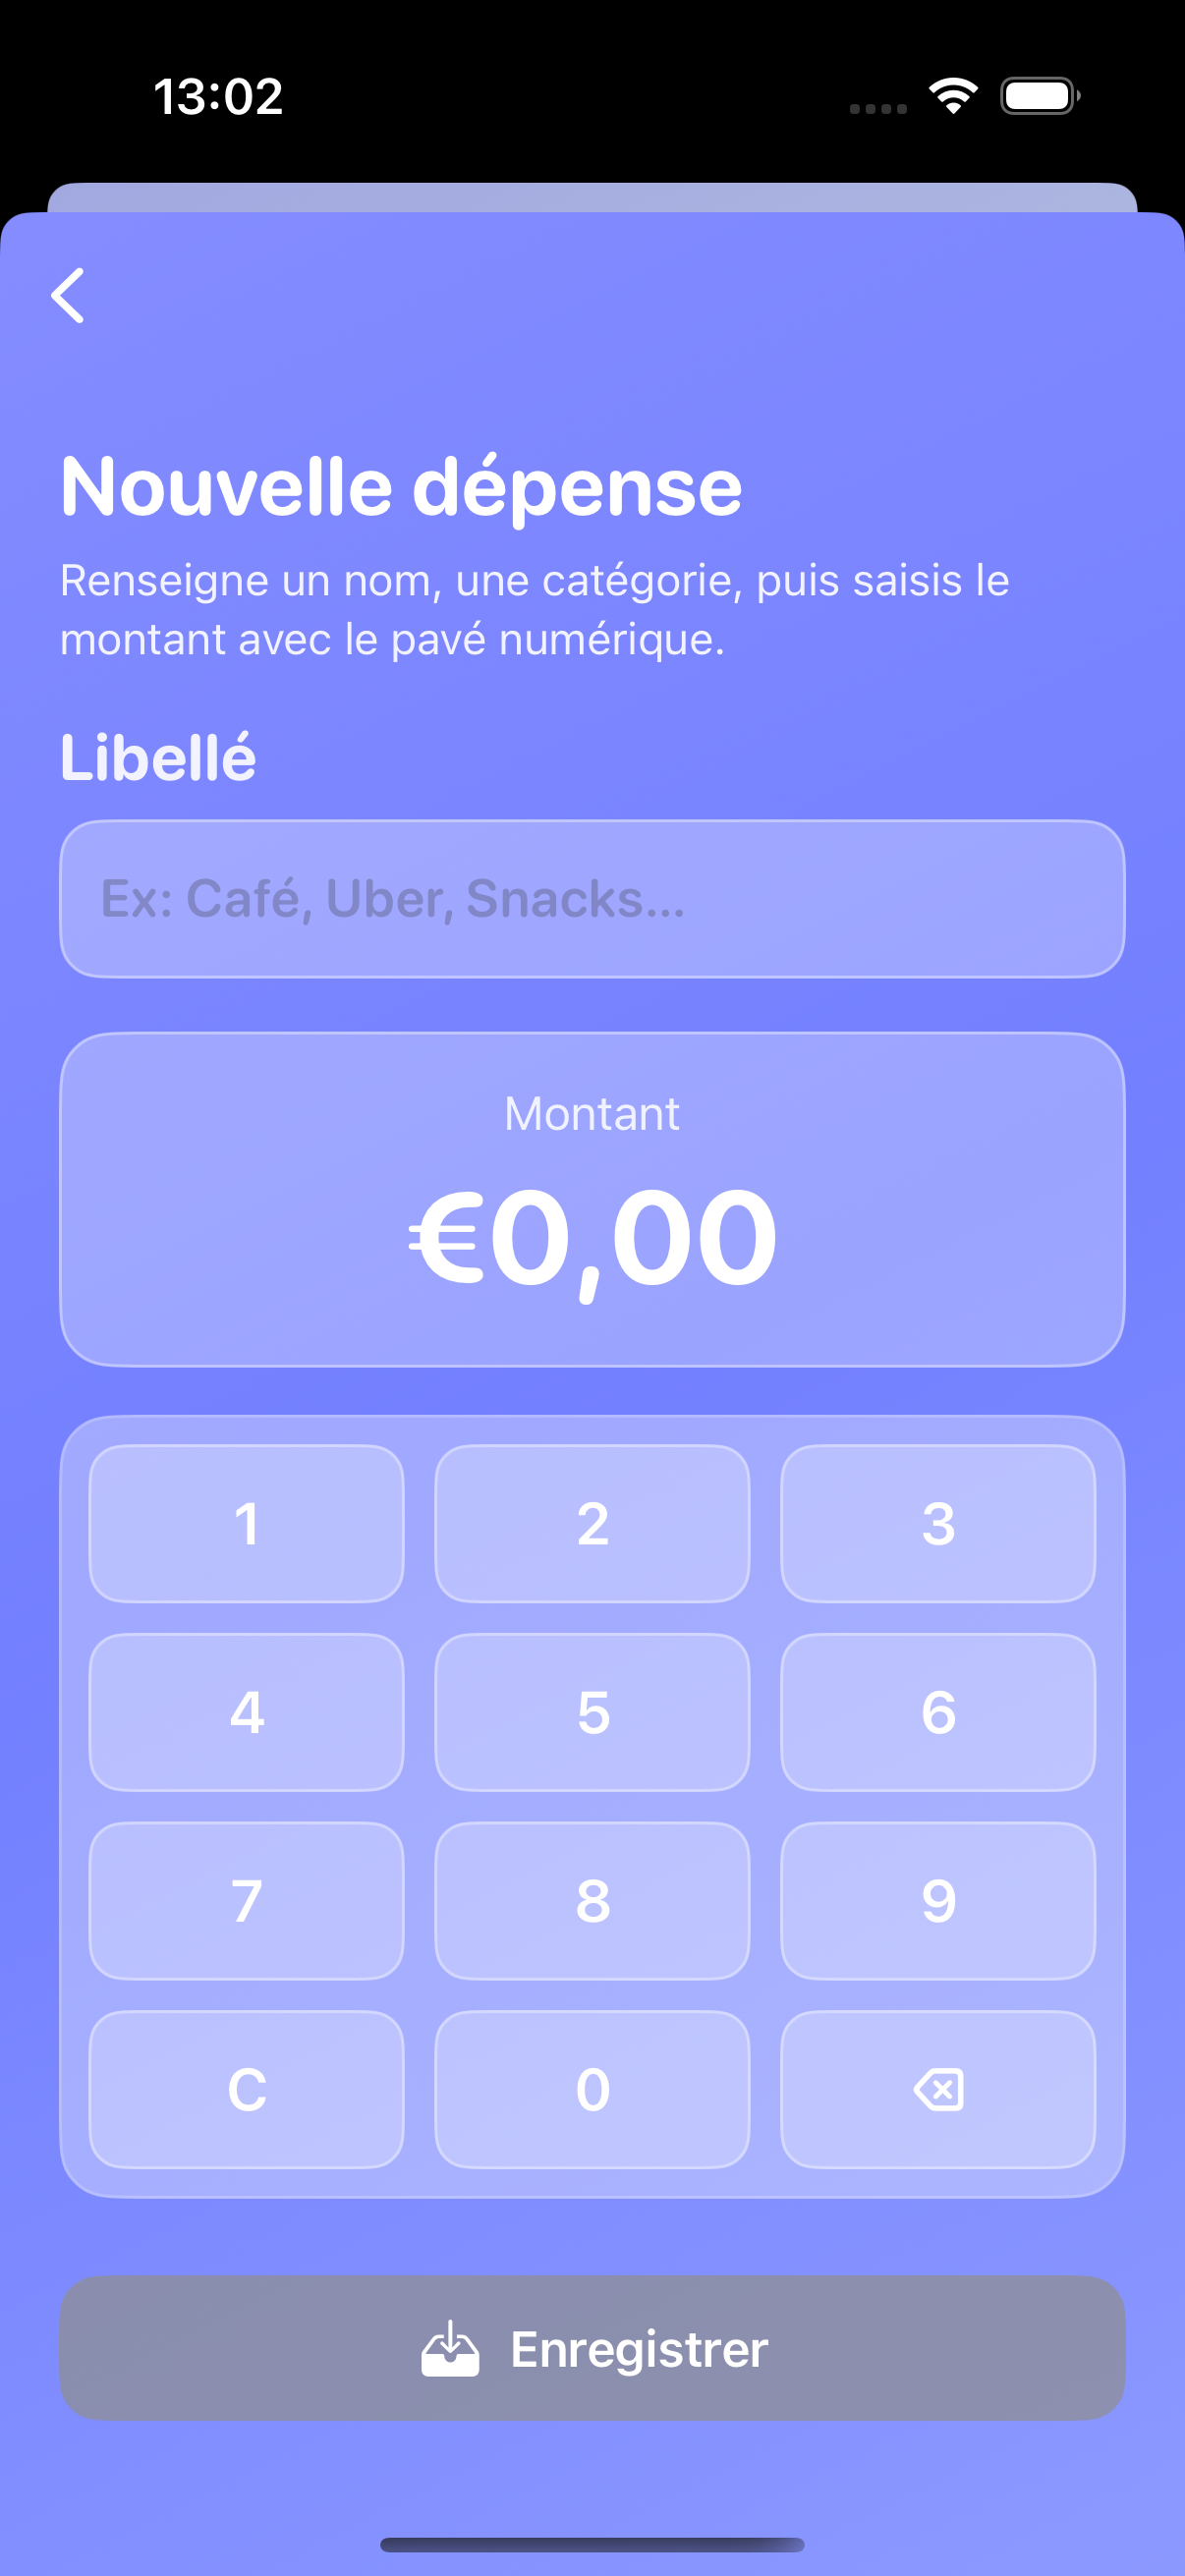 13:02
Nouvelle dépense
Renseigne un nom, une catégorie, puis saisis le
montant avec le pavé numérique.
Libellé
Ex: Café, Uber, Snacks...
Montant
€0,00
1 2 3
4 5 6
7 8 9
C 0
Enregistrer